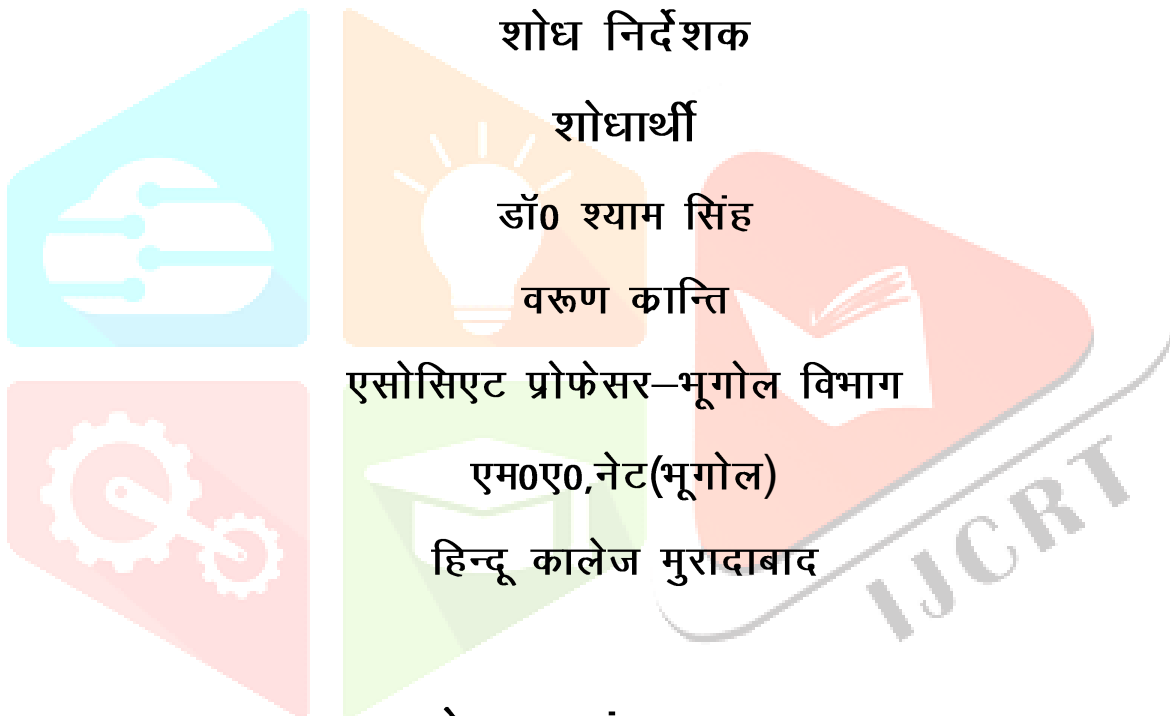 शोध निर्देशक
शोधार्थी
डॉ0 श्याम सिंह
वरूण कान्ति
एसोसिएट प्रोफेसर–भूगोल विभाग
एम0ए0,नेट(भूगोल)
हिन्दू कालेज मुरादाबाद
IJCRT